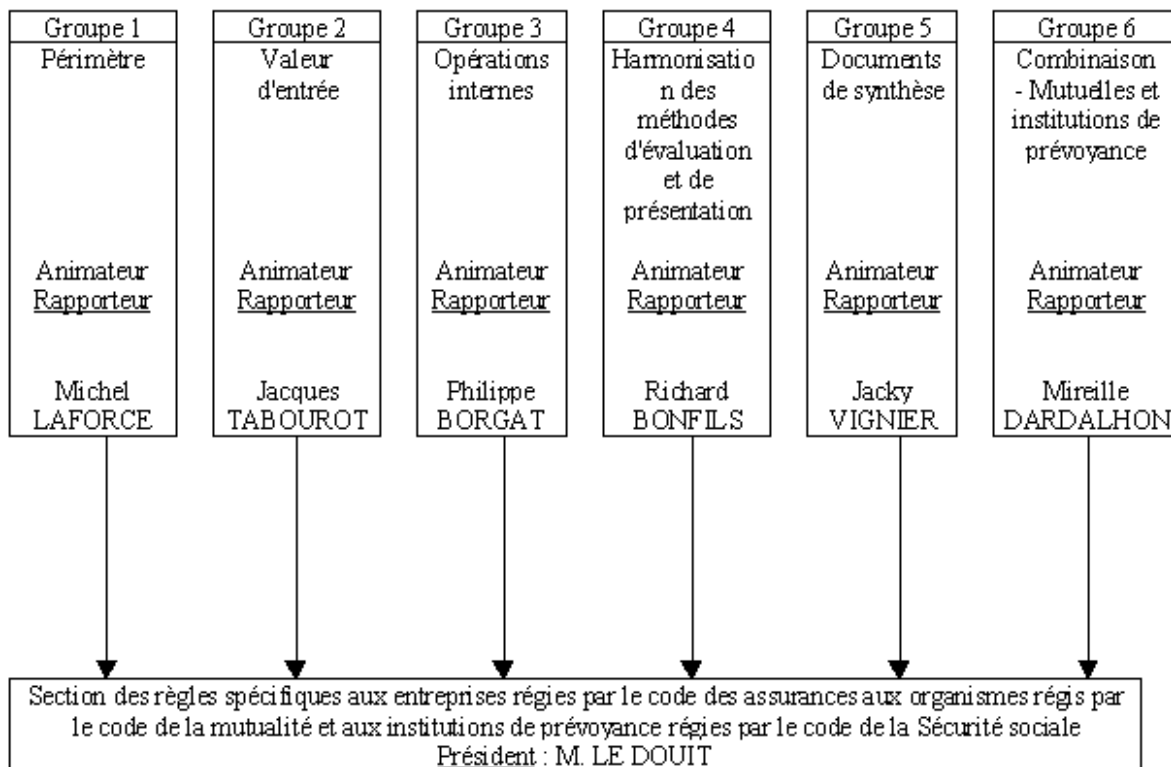 Groupe 1
Périmètre
Animateur
Rapporteur
Michel
LAFORCE
Groupe 2
Valeur
d'entrée
Animateur
Rapporteur
Jacques
TABOUROT
Groupe 3
Opérations
internes
Animateur
Rapporteur
Philippe
BORGAT
Groupe 4
Harmonisatio
n des
méthodes
d'évaluation
et de
présentation
Animateur
Rapporteur
Richard
BONFILS
Groupe 5
Documents
de synthèse
Animateur
Rapporteur
Jacky
VIGNIER
Groupe 6
Combinaison
- Mutuelles et
institutions de
prévoyance
Animateur
Rapporteur
Mireille
DARDALHON
Section des règles spécifiques aux entreprises régies par le code des assurances aux organismes régis par
le code de la mutualité et aux institutions de prévoyance régies par le code de la Sécurité sociale
Président : M. LE DOUIT